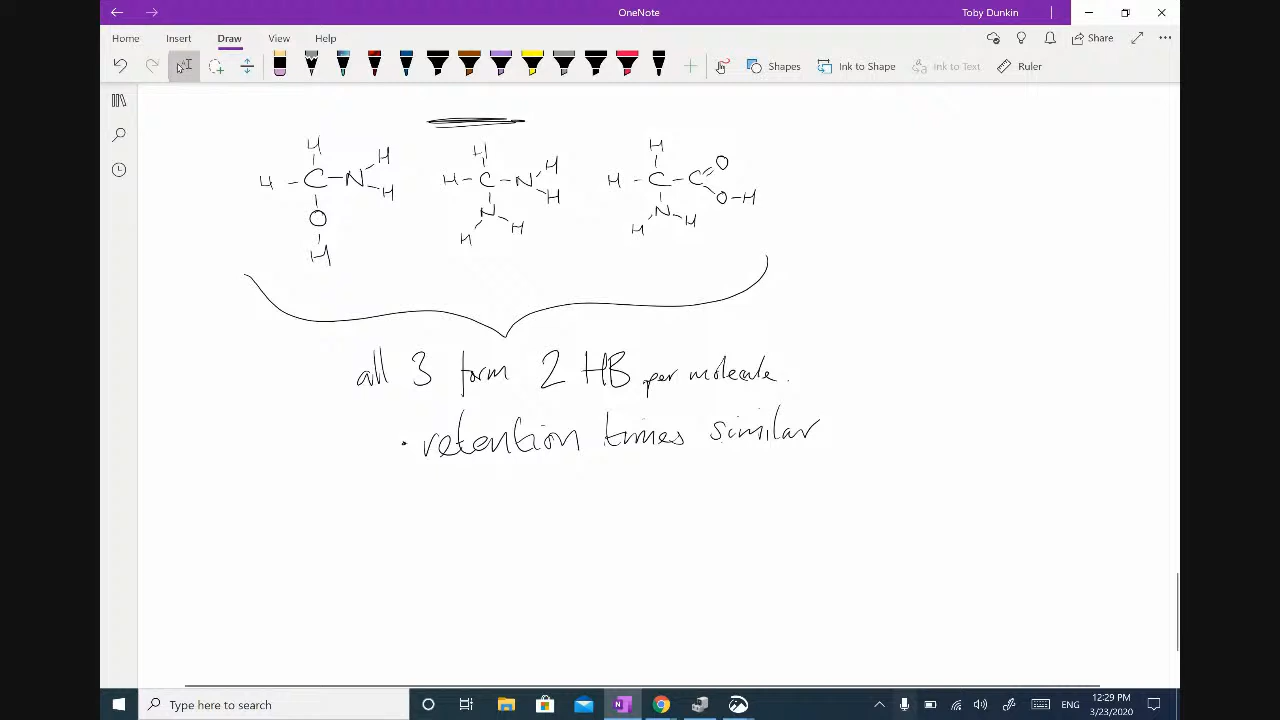 OneNote
Toby Dunkin
Home Insert Draw View Help
Share
Shapes Ink to Shape Ink to Text Ruler
H H H
H C N H H C N H H C C O
H H O H
O N N
H H H H
H
all 3 form 2 HB per molecule.
• retention times similar
Type here to search
ENG
12:29 PM
3/23/2020